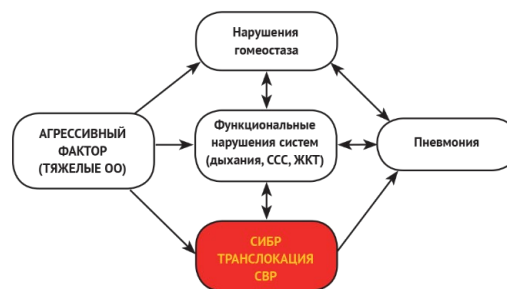 Нарушения
гомеостаза
АГРЕССИВНЫЙ
ФАКТОР
(ТЯЖЕЛЫЕ ОО)
Функциональные
нарушения систем
(дыхания, ССС, ЖКТ)
Пневмония
СИБР
ТРАНСЛОКАЦИЯ
СВР